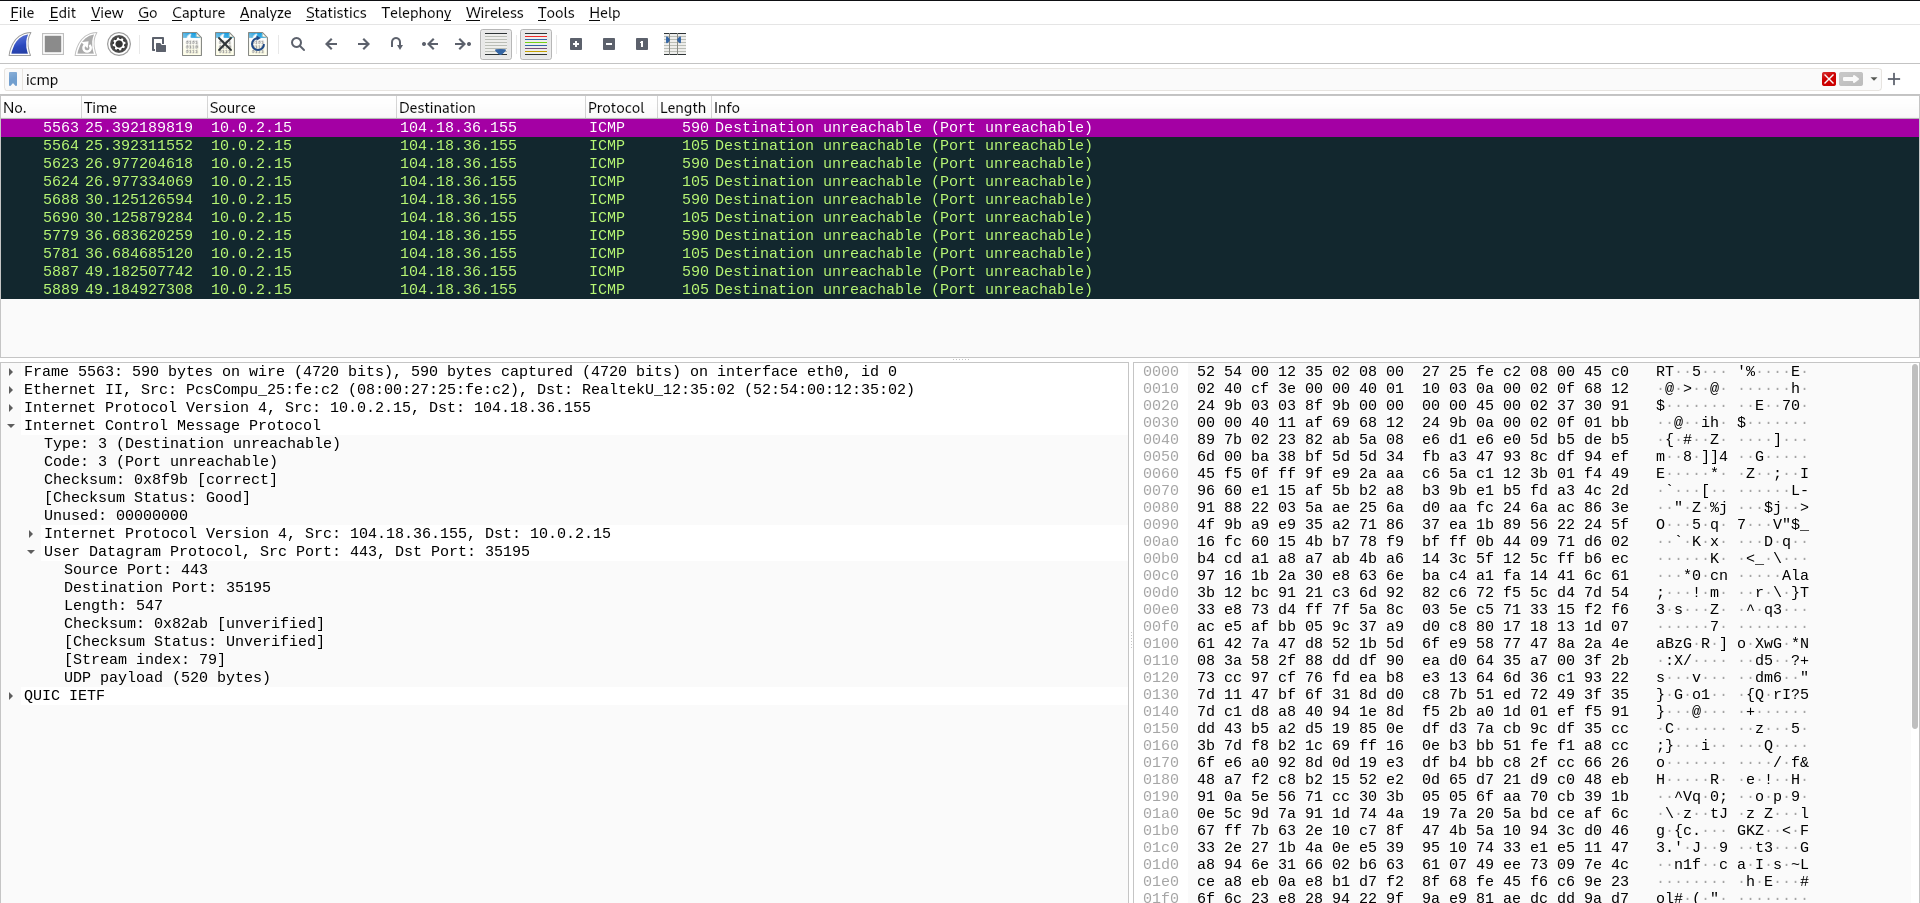 File Edit View Go Capture Analyze Statistics Telephony Wireless Tools Help
icmp
No. Time Source Destination Protocol Length Info
5563 25.392189819 10.0.2.15 104.18.36.155 ICMP 590 Destination unreachable (Port unreachable)
5564 25.392311552 10.0.2.15 104.18.36.155 ICMP 105 Destination unreachable (Port unreachable)
5623 26.977204618 10.0.2.15 104.18.36.155 ICMP 590 Destination unreachable (Port unreachable)
5624 26.977334069 10.0.2.15 104.18.36.155 ICMP 105 Destination unreachable (Port unreachable)
5688 30.125126594 10.0.2.15 104.18.36.155 ICMP 590 Destination unreachable (Port unreachable)
5690 30.125879284 10.0.2.15 104.18.36.155 ICMP 105 Destination unreachable (Port unreachable)
5779 36.683620259 10.0.2.15 104.18.36.155 ICMP 590 Destination unreachable (Port unreachable)
5781 36.684685120 10.0.2.15 104.18.36.155 ICMP 105 Destination unreachable (Port unreachable)
5887 49.182507742 10.0.2.15 104.18.36.155 ICMP 590 Destination unreachable (Port unreachable)
5889 49.184927308 10.0.2.15 104.18.36.155 ICMP 105 Destination unreachable (Port unreachable)
Frame 5563: 590 bytes on wire (4720 bits), 590 bytes captured (4720 bits) on interface eth0, id 0
Ethernet II, Src: PcsCompu_25:fe:c2 (08:00:27:25:fe:c2), Dst: RealtekU_12:35:02 (52:54:00:12:35:02)
Internet Protocol Version 4, Src: 10.0.2.15, Dst: 104.18.36.155
Internet Control Message Protocol
Type: 3 (Destination unreachable)
Code: 3 (Port unreachable)
Checksum: 0x8f9b [correct]
[Checksum Status: Good]
Unused: 00000000
Internet Protocol Version 4, Src: 104.18.36.155, Dst: 10.0.2.15
User Datagram Protocol, Src Port: 443, Dst Port: 35195
Source Port: 443
Destination Port: 35195
Length: 547
Checksum: 0x82ab [unverified]
[Checksum Status: Unverified]
[Stream index: 79]
UDP payload (520 bytes)
QUIC IETF
0000 52 54 00 12 35 02 08 00 27 25 fe c2 08 00 45 c0 RT··5···'%····E·
0010 02 40 cf 3e 00 00 40 01 10 03 0a 00 02 0f 68 12 ·@·>··@·······h·
0020 24 9b 03 03 8f 9b 00 00 00 00 45 00 02 37 30 91 $·········E··70·
0030 00 00 40 11 af 69 68 12 24 9b 0a 00 02 0f 01 bb ··@··ih·$·······
0040 89 7b 02 23 82 ab 5a 08 e6 d1 e6 e0 5d b5 de b5 ·{·#··Z·····]···
0050 6d 00 ba 38 bf 5d 5d 34 fb a3 47 93 8c df 94 ef m··8·]]4··G·····
0060 45 f5 0f ff 9f e9 2a aa c6 5a c1 12 3b 01 f4 49 E·····*··Z··;··I
0070 96 60 e1 15 af 5b b2 a8 b3 9b e1 b5 fd a3 4c 2d ·`···[········L-
0080 91 88 22 03 5a ae 25 6a d0 aa fc 24 6a ac 86 3e ··"·Z·%j···$j··>
0090 4f 9b a9 e9 35 a2 71 86 37 ea 1b 89 56 22 24 5f O···5·q·7···V"$_
00a0 16 fc 60 15 4b b7 78 f9 bf ff 0b 44 09 71 d6 02 ··`·K·x····D·q··
00b0 b4 cd a1 a8 a7 ab 4b a6 14 3c 5f 12 5c ff b6 ec ······K··<_·\···
00c0 97 16 1b 2a 30 e8 63 6e ba c4 a1 fa 14 41 6c 61 ···*0·cn·····Ala
00d0 3b 12 bc 91 21 c3 6d 92 82 c6 72 f5 5c d4 7d 54 ;···!·m···r·\·}T
00e0 33 e8 73 d4 ff 7f 5a 8c 03 5e c5 71 33 15 f2 f6 3·s···Z··^·q3···
00f0 ac e5 af bb 05 9c 37 a9 d0 c8 80 17 18 13 1d 07 ······7·········
0100 61 42 7a 47 d8 52 1b 5d 6f e9 58 77 47 8a 2a 4e aBzG·R·]o·XwG·*N
0110 08 3a 58 2f 88 dd df 90 ea d0 64 35 a7 00 3f 2b ·:X/······d5··?+
0120 73 cc 97 cf 76 fd ea b8 e3 13 64 6d 36 c1 93 22 s···v·····dm6··"
0130 7d 11 47 bf 6f 31 8d d0 c8 7b 51 ed 72 49 3f 35 }·G·o1···{Q·rI?5
0140 7d c1 d8 a8 40 94 1e 8d f5 2b a0 1d 01 ef f5 91 }···@····+······
0150 dd 43 b5 a2 d5 19 85 0e df d3 7a cb 9c df 35 cc ·C········z···5·
0160 3b 7d f8 b2 1c 69 ff 16 0e b3 bb 51 fe f1 a8 cc ;}···i·····Q····
0170 6f e6 a0 92 8d 0d 19 e3 df b4 bb c8 2f cc 66 26 o···········/·f&
0180 48 a7 f2 c8 b2 15 52 e2 0d 65 d7 21 d9 c0 48 eb H·····R··e·!··H·
0190 91 0a 5e 56 71 cc 30 3b 05 05 6f aa 70 cb 39 1b ··^Vq·0;··o·p·9·
01a0 0e 5c 9d 7a 91 1d 74 4a 19 7a 20 5a bd ce af 6c ·\·z··tJ·z Z···l
01b0 67 ff 7b 63 2e 10 c7 8f 47 4b 5a 10 94 3c d0 46 g·{c.···GKZ··<·F
01c0 33 2e 27 1b 4a 0e e5 39 95 10 74 33 e1 e5 11 47 3.'·J··9··t3···G
01d0 a8 94 6e 31 66 02 b6 63 61 07 49 ee 73 09 7e 4c ··n1f··ca·I·s·~L
01e0 ce a8 eb 0a e8 b1 d7 f2 8f 68 fe 45 f6 c6 9e 23 ·········h·E···#
01f0 6f 6c 23 e8 28 94 22 9f 9a e9 81 ae dc dd 9a d7 ol#·(·"·········